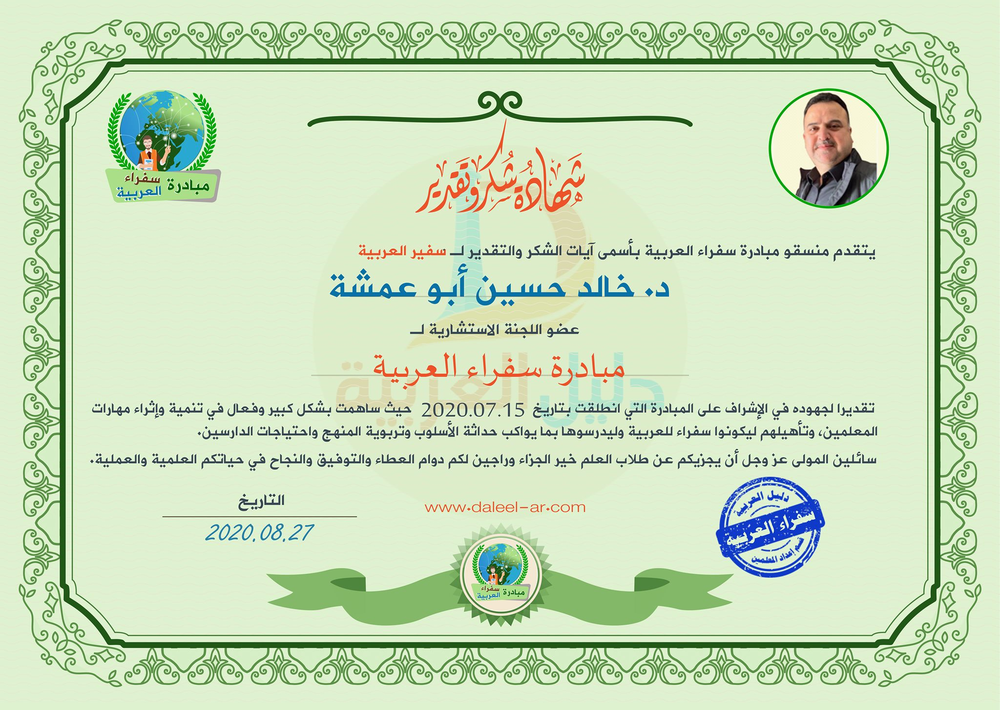 مبادرة سفراء العربية
شهادة شكر وتقدير
يتقدم منسقو مبادرة سفراء العربية بأسمى آيات الشكر والتقدير لـ سفير العربية
د. خالد حسين أبو عمشة
عضو اللجنة الاستشارية لـ
مبادرة سفراء العربية
دليل العربية
تقديرا لجهوده في الإشراف على المبادرة التي انطلقت بتاريخ 2020.07.15 حيث ساهمت بشكل كبير وفعال في تنمية وإثراء مهارات
المعلمين، وتأهيلهم ليكونوا سفراء للعربية وليدرسوها بما يواكب حداثة الأسلوب وتربوية المنهج واحتياجات الدارسين.
سائلين المولى عز وجل أن يجزيكم عن طلاب العلم خير الجزاء وراجين لكم دوام العطاء والتوفيق والنجاح في حياتكم العلمية والعملية.
دليل العربية
سفراء العربية
قسم إعداد المعلمين
www.daleel-ar.com
التاريخ
2020.08.27
مبادرة سفراء العربية